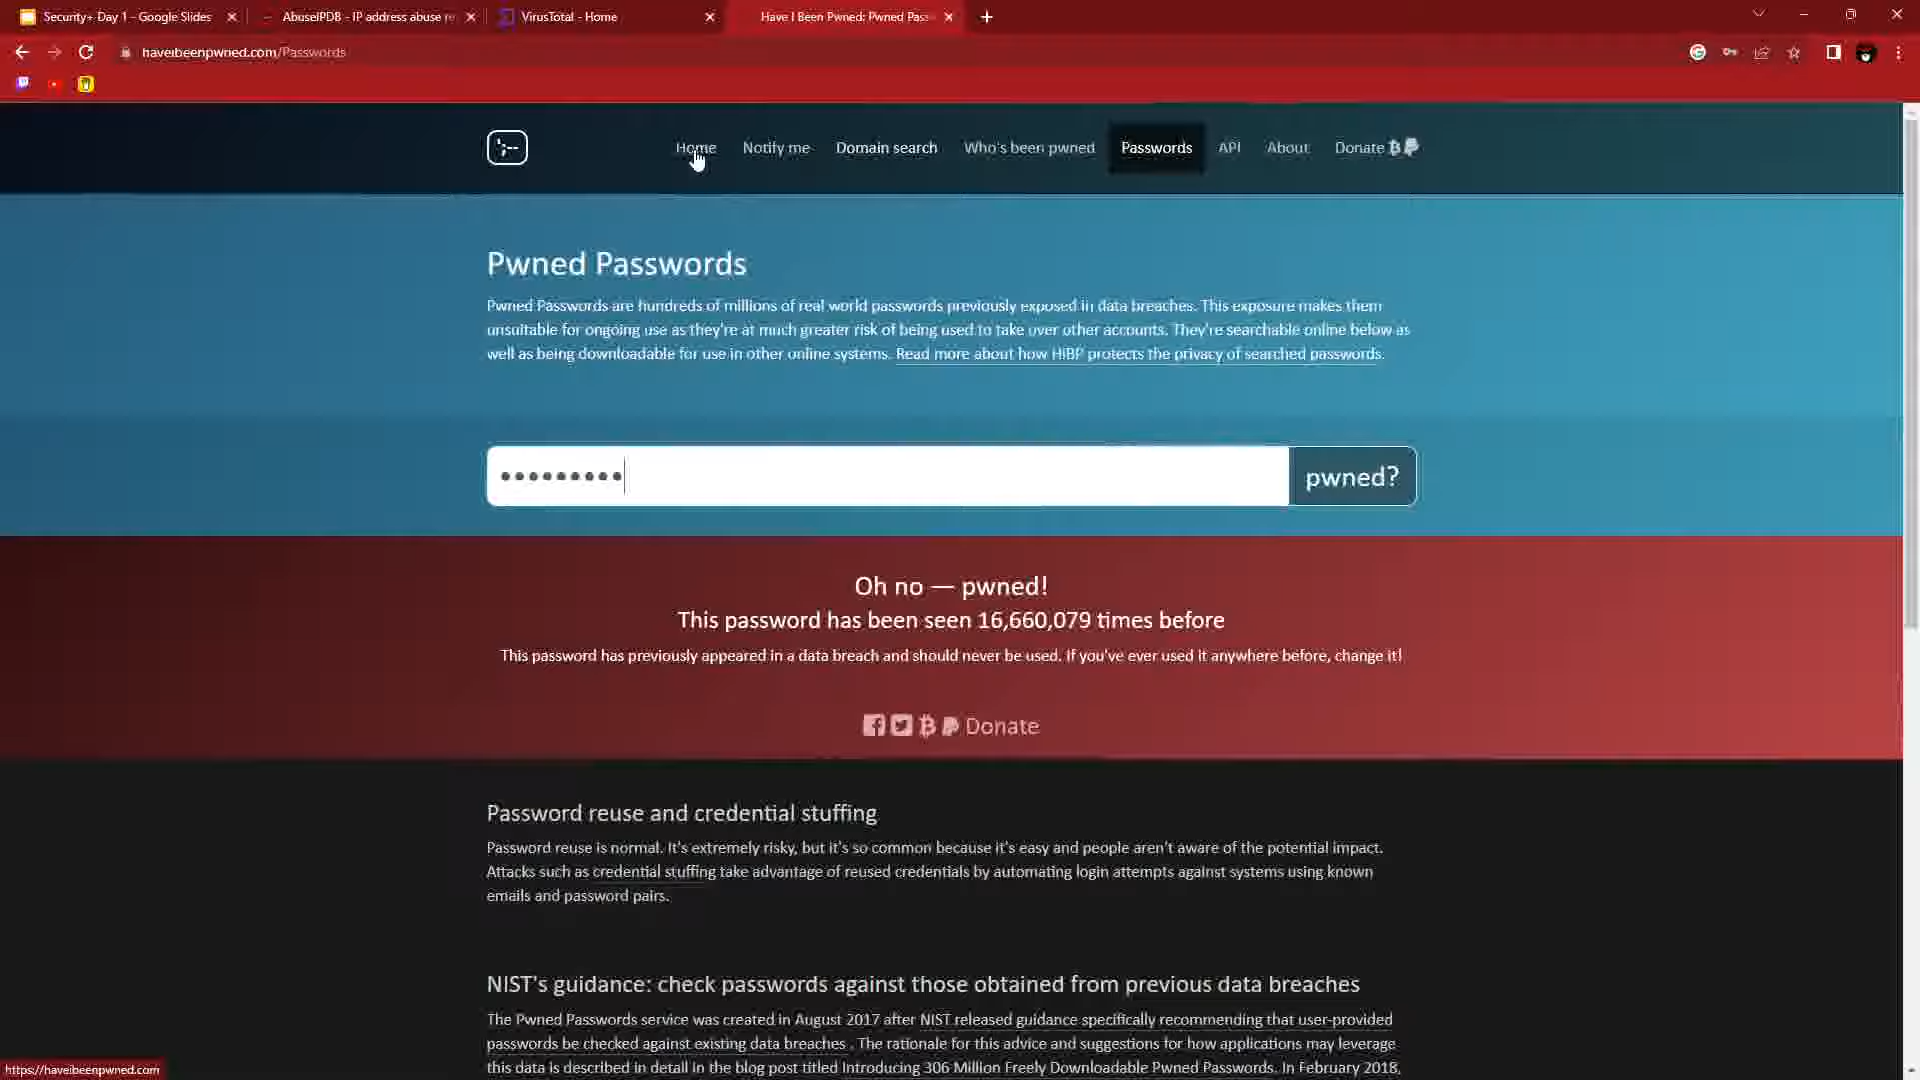 Security+ Day 1 - Google Slides
AbuseIPDB - IP address abuse re
VirusTotal - Home
Have I Been Pwned: Pwned Pass
haveibeenpwned.com/Passwords
Home
Notify me
Domain search
Who's been pwned
Passwords
API
About
Donate
Pwned Passwords
Pwned Passwords are hundreds of millions of real world passwords previously exposed in data breaches. This exposure makes them
unsuitable for ongoing use as they're at much greater risk of being used to take over other accounts. They're searchable online below as
well as being downloadable for use in other online systems. Read more about how HIBP protects the privacy of searched passwords.
pwned?
Oh no — pwned!
This password has been seen 16,660,079 times before
This password has previously appeared in a data breach and should never be used. If you've ever used it anywhere before, change it!
Donate
Password reuse and credential stuffing
Password reuse is normal. It's extremely risky, but it's so common because it's easy and people aren't aware of the potential impact.
Attacks such as credential stuffing take advantage of reused credentials by automating login attempts against systems using known
emails and password pairs.
NIST's guidance: check passwords against those obtained from previous data breaches
The Pwned Passwords service was created in August 2017 after NIST released guidance specifically recommending that user-provided
passwords be checked against existing data breaches . The rationale for this advice and suggestions for how applications may leverage
this data is described in detail in the blog post titled Introducing 306 Million Freely Downloadable Pwned Passwords. In February 2018,
https://haveibeenpwned.com